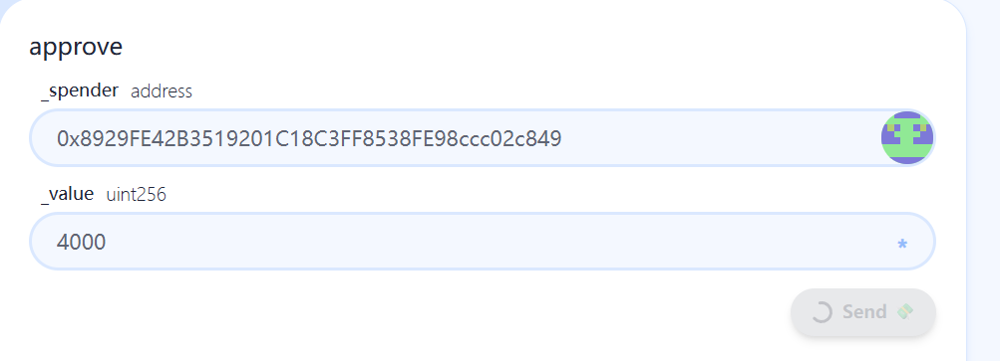 approve
_spender address
0x8929FE42B3519201C18C3FF8538FE98ccc02c849
_value uint256
4000 *
Send